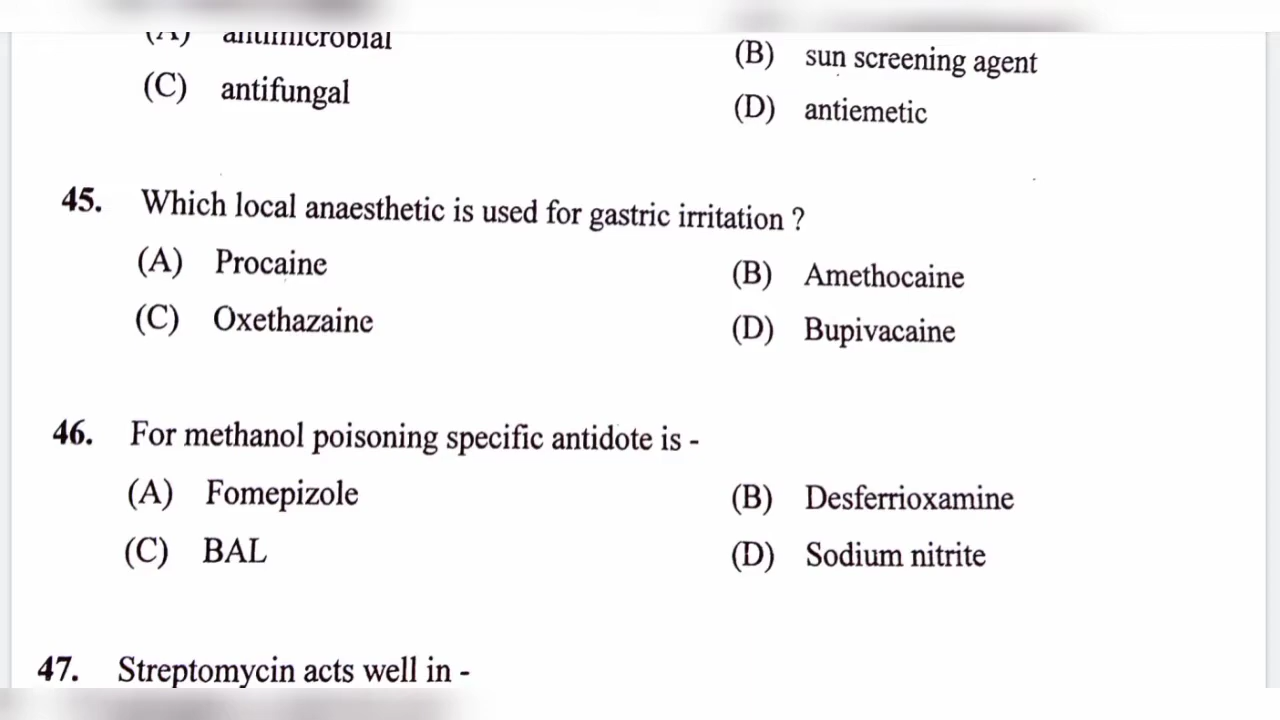 (A) antimicrobial
(B) sun screening agent
(C) antifungal
(D) antiemetic
45. Which local anaesthetic is used for gastric irritation ?
(A) Procaine
(B) Amethocaine
(C) Oxethazaine
(D) Bupivacaine
46. For methanol poisoning specific antidote is -
(A) Fomepizole
(B) Desferrioxamine
(C) BAL
(D) Sodium nitrite
47. Streptomycin acts well in -